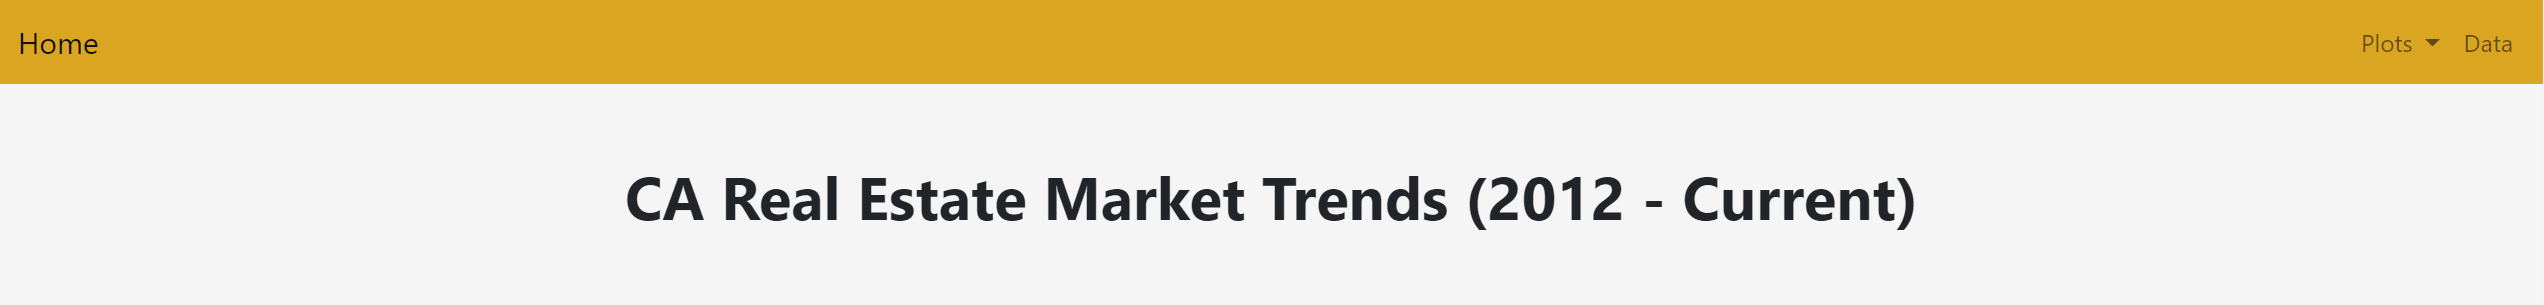 Home Plots Data
CA Real Estate Market Trends (2012 - Current)